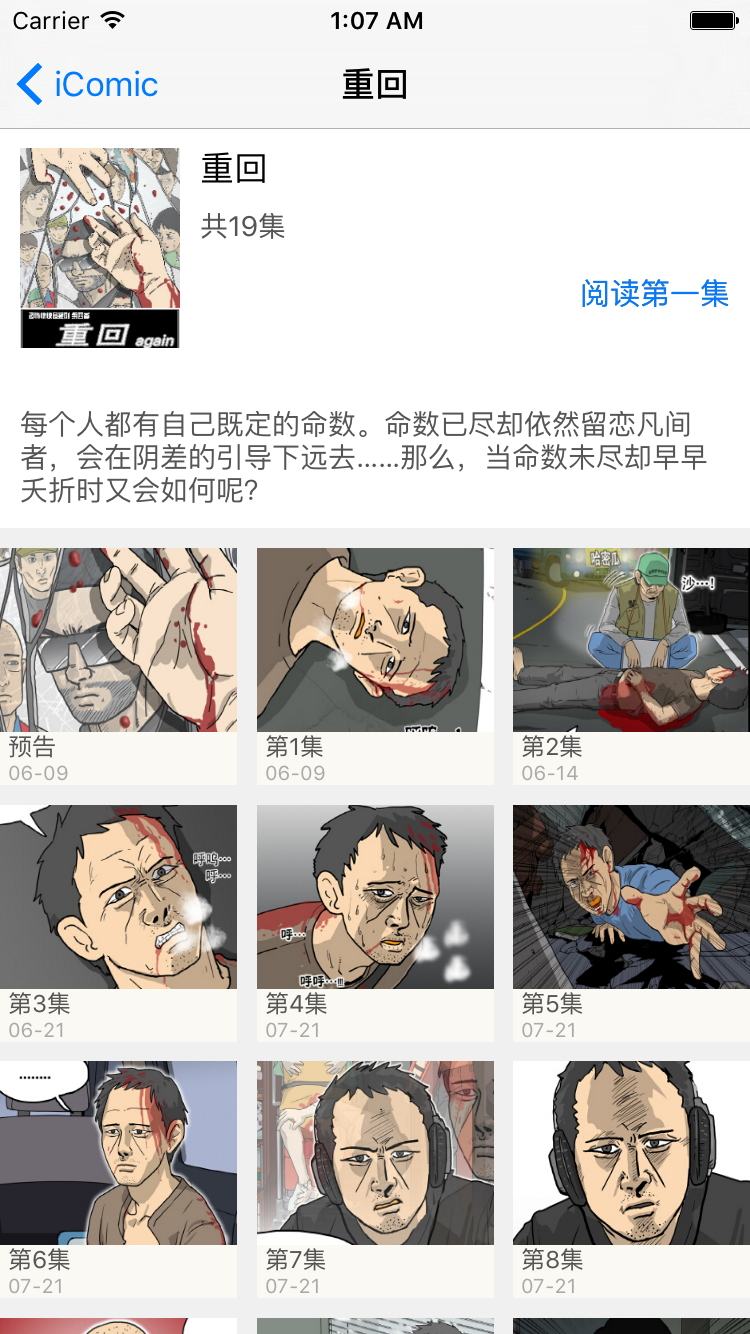 Carrier 1:07 AM
iComic 重回
重回
共19集
阅读第一集
重回 again
每个人都有自己既定的命数。命数已尽却依然留恋凡间
者，会在阴差的引导下远去……那么，当命数未尽却早早
夭折时又会如何呢？
哈密瓜
沙…！
预告
06-09
第1集
06-09
第2集
06-14
呼呜…
呼…
呼…
呼呼…!!!
第3集
06-21
第4集
07-21
第5集
07-21
………
第6集
07-21
第7集
07-21
第8集
07-21